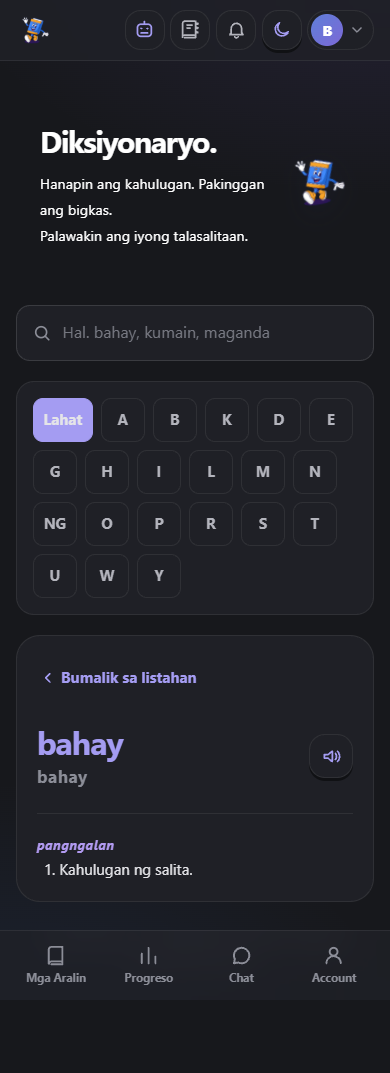 B
Diksiyonaryo.
Hanapin ang kahulugan. Pakinggan
ang bigkas.
Palawakin ang iyong talasalitaan.
Hal. bahay, kumain, maganda
Lahat A B K D E
G H I L M N
NG O P R S T
U W Y
Bumalik sa listahan
bahay
bahay
pangngalan
1. Kahulugan ng salita.
Mga Aralin Progreso Chat Account